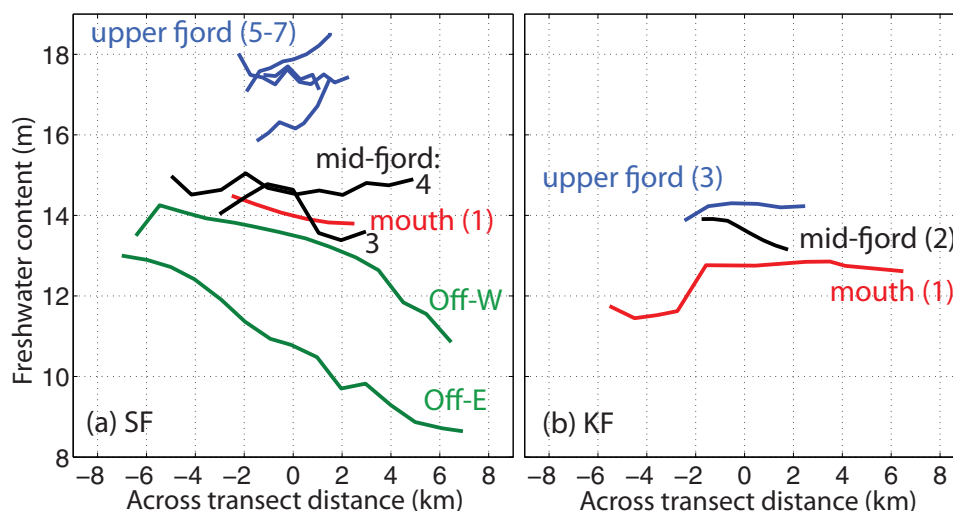 upper fjord (5-7)
mid-fjord:
4
mouth (1)
3
Off-W
Off-E
(a) SF
Freshwater content (m)
18
16
14
12
10
8
−8 −6 −4 −2 0 2 4 6 8
Across transect distance (km)
upper fjord (3)
mid-fjord (2)
mouth (1)
(b) KF
−8 −6 −4 −2 0 2 4 6 8
Across transect distance (km)